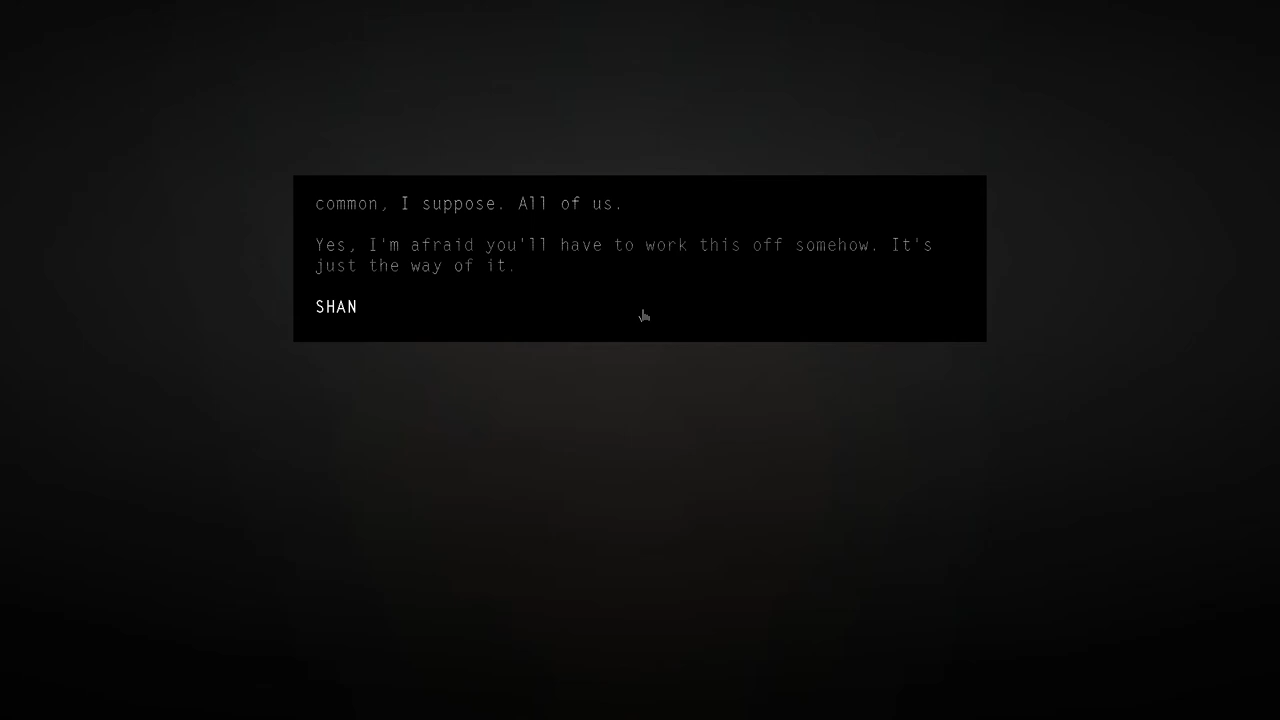 common, I suppose. All of us.
Yes, I'm afraid you'll have to work this off somehow. It's
just the way of it.
SHAN